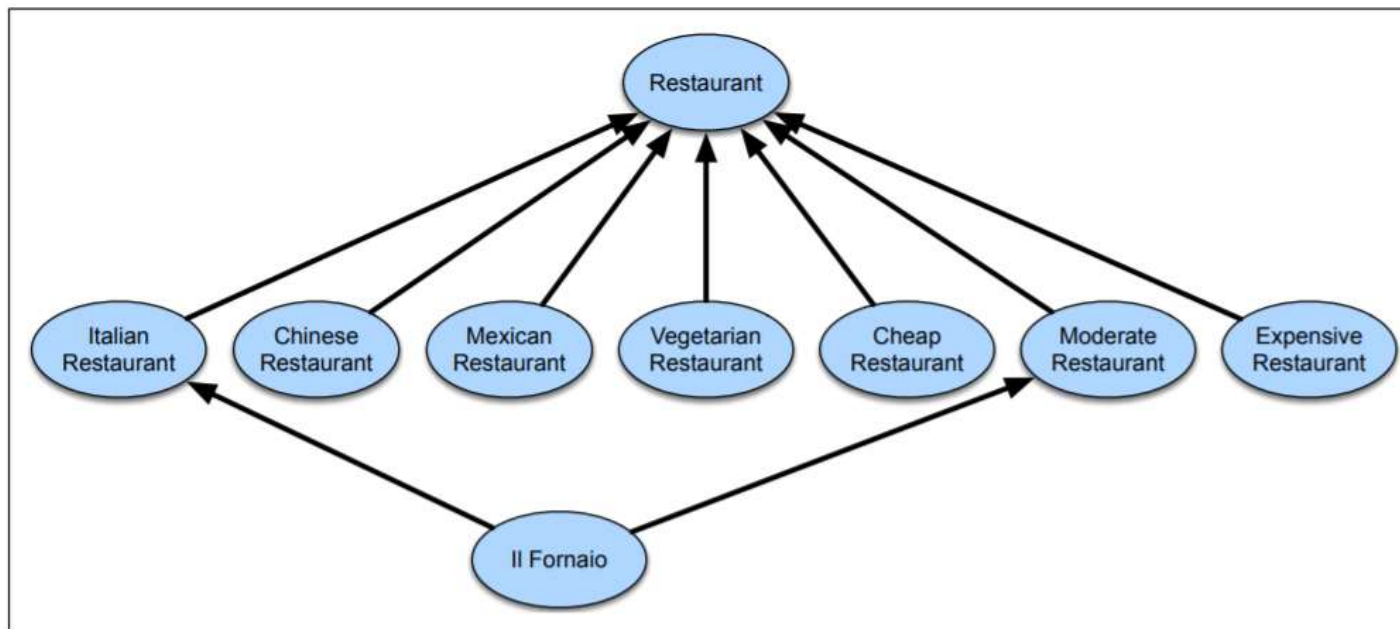 Restaurant
Italian
Restaurant
Chinese
Restaurant
Mexican
Restaurant
Vegetarian
Restaurant
Cheap
Restaurant
Moderate
Restaurant
Expensive
Restaurant
Il Fornaio